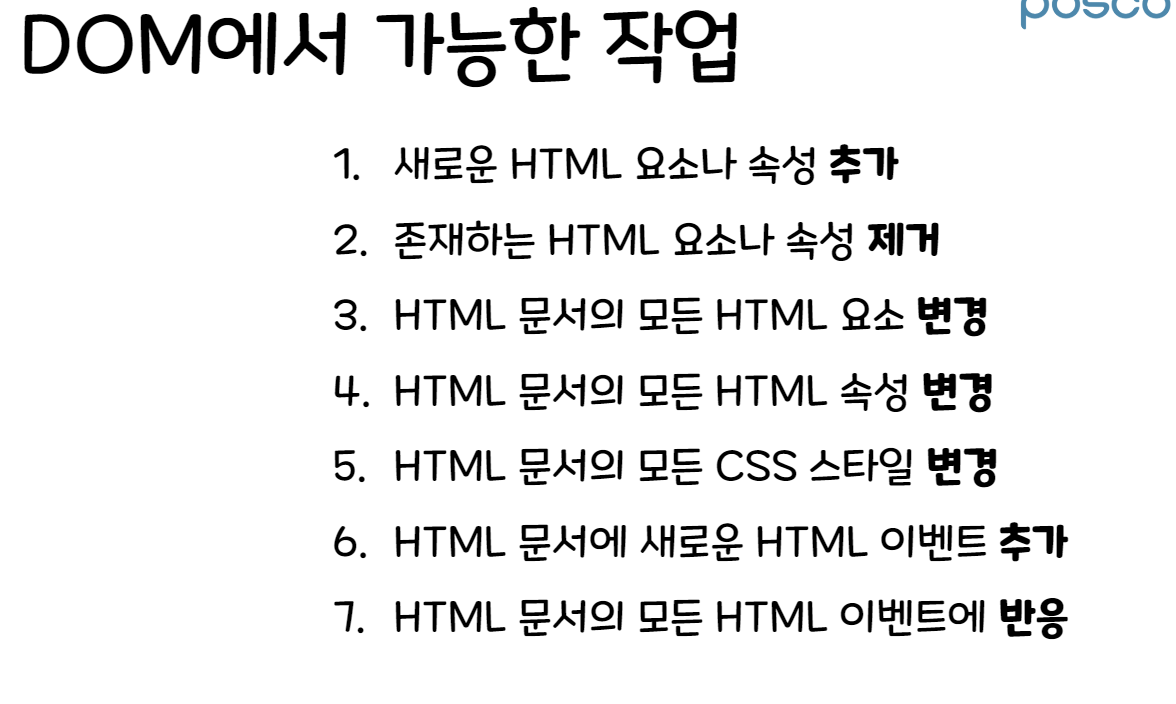 posco
DOM에서 가능한 작업
1. 새로운 HTML 요소나 속성 추가
2. 존재하는 HTML 요소나 속성 제거
3. HTML 문서의 모든 HTML 요소 변경
4. HTML 문서의 모든 HTML 속성 변경
5. HTML 문서의 모든 CSS 스타일 변경
6. HTML 문서에 새로운 HTML 이벤트 추가
7. HTML 문서의 모든 HTML 이벤트에 반응